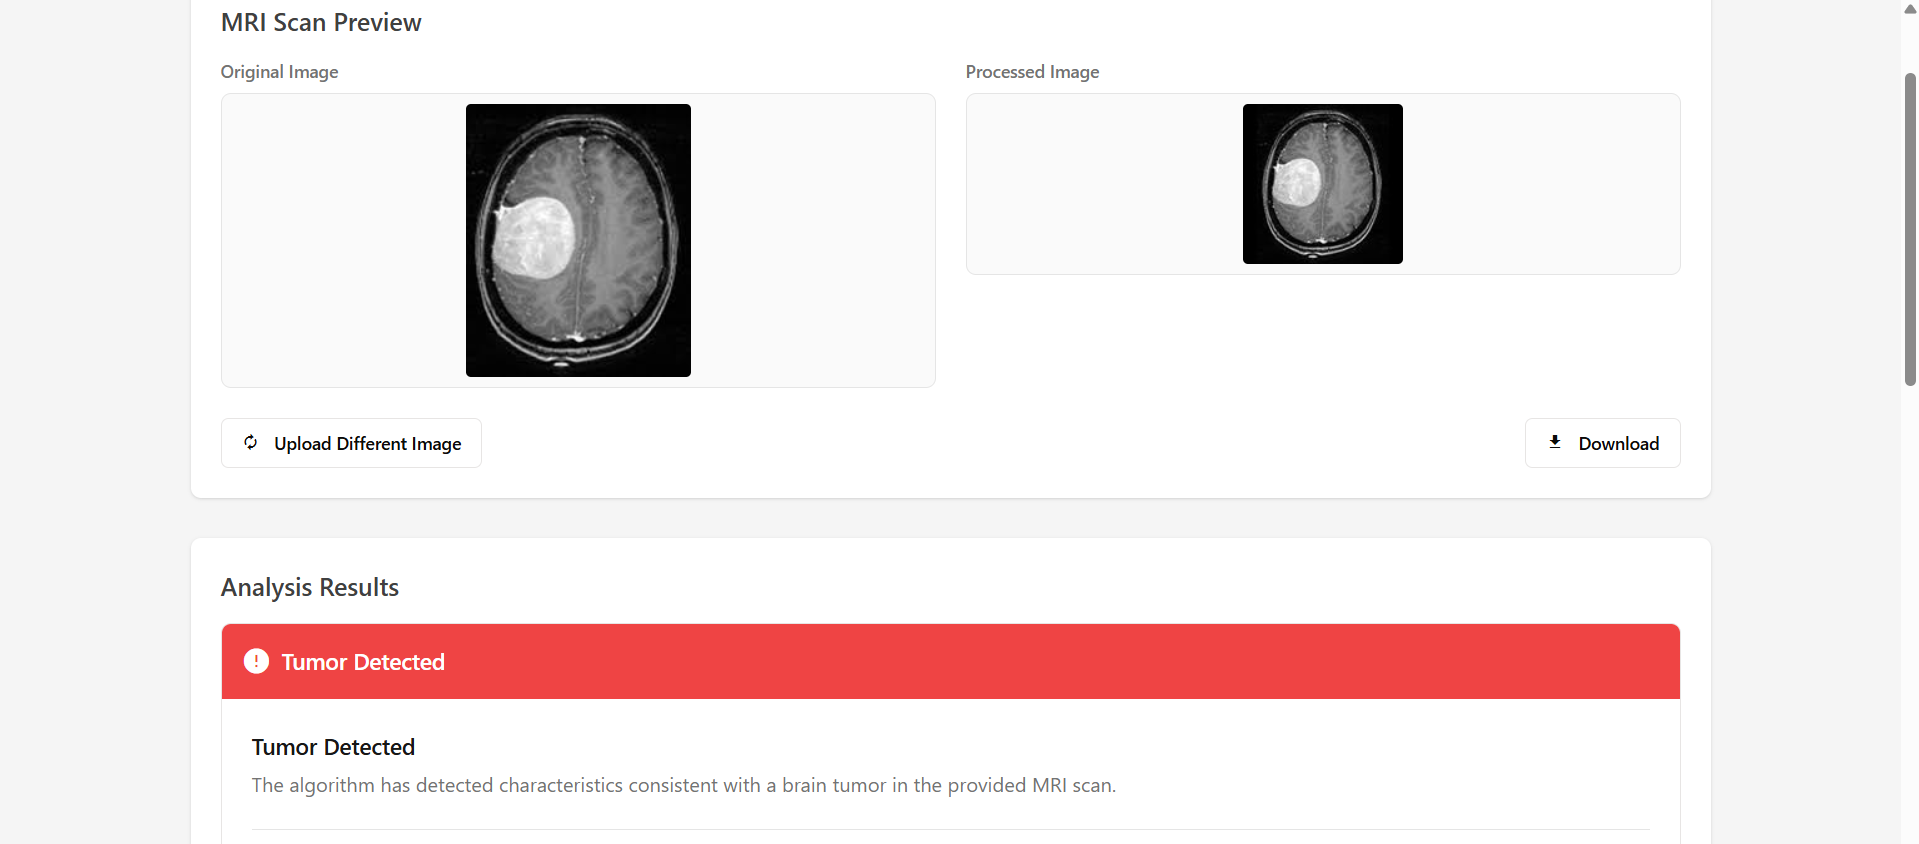 MRI Scan Preview
Original Image
Processed Image
Upload Different Image
Download
Analysis Results
Tumor Detected
Tumor Detected
The algorithm has detected characteristics consistent with a brain tumor in the provided MRI scan.